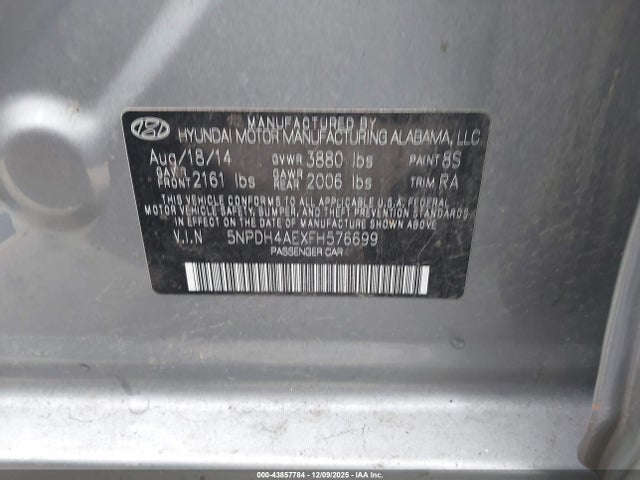 MANUFACTURED BY
HYUNDAI MOTOR MANUFACTURING ALABAMA, LLC
Aug/18/14 GVWR 3880 lbs PAINT 8S
GAWR FRONT 2161 lbs GAWR REAR 2006 lbs TRIM RA
THIS VEHICLE CONFORMS TO ALL APPLICABLE U.S.A. FEDERAL
MOTOR VEHICLE SAFETY, BUMPER, AND THEFT PREVENTION STANDARDS
IN EFFECT ON THE DATE OF MANUFACTURE SHOWN ABOVE.
V.I.N 5NPDH4AEXFH576699
PASSENGER CAR
000-43857784 - 12/09/2025 - IAA Inc.